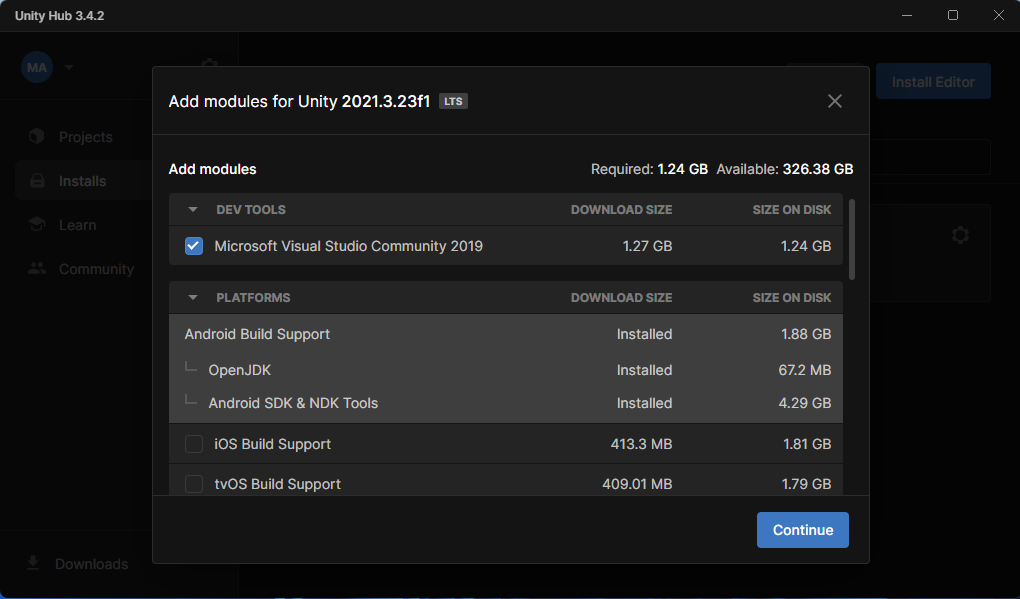 Unity Hub 3.4.2
MA
Install Editor
Projects
Installs
Learn
Community
Downloads
Add modules for Unity 2021.3.23f1 LTS
Add modules Required: 1.24 GB Available: 326.38 GB
DEV TOOLS DOWNLOAD SIZE SIZE ON DISK
Microsoft Visual Studio Community 2019 1.27 GB 1.24 GB
PLATFORMS DOWNLOAD SIZE SIZE ON DISK
Android Build Support Installed 1.88 GB
OpenJDK Installed 67.2 MB
Android SDK & NDK Tools Installed 4.29 GB
iOS Build Support 413.3 MB 1.81 GB
tvOS Build Support 409.01 MB 1.79 GB
Continue